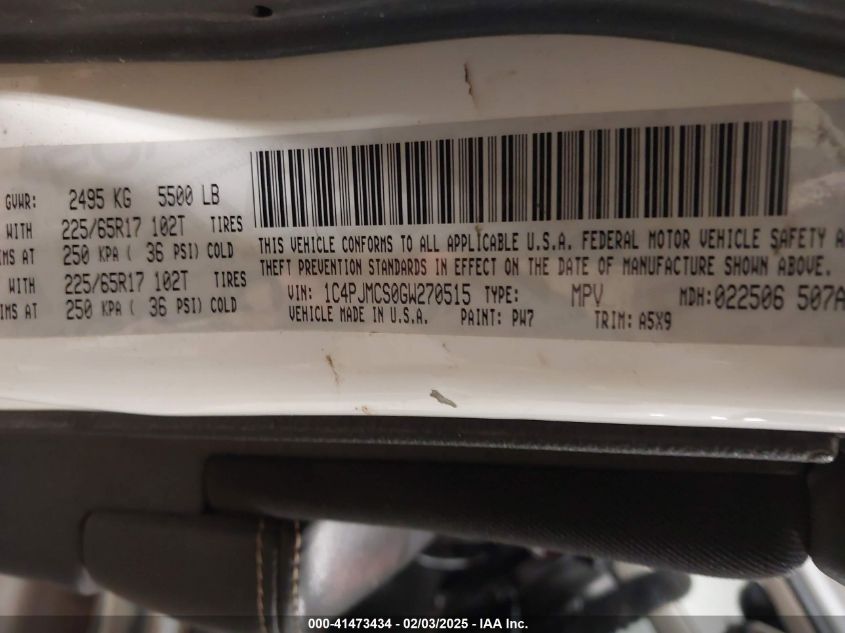 GVWR: 2495 KG 5500 LB
WITH 225/65R17 102T TIRES
IMS AT 250 KPA ( 36 PSI) COLD
WITH 225/65R17 102T TIRES
IMS AT 250 KPA ( 36 PSI) COLD
THIS VEHICLE CONFORMS TO ALL APPLICABLE U.S.A. FEDERAL MOTOR VEHICLE SAFETY A
THEFT PREVENTION STANDARDS IN EFFECT ON THE DATE OF MANUFACTURE SHOWN ABOVE.
VIN: 1C4PJMCS0GW270515 TYPE: MPV MDH: 022506 507A
VEHICLE MADE IN U.S.A. PAINT: PW7 TRIM: A5X9
000-41473434 - 02/03/2025 - IAA Inc.